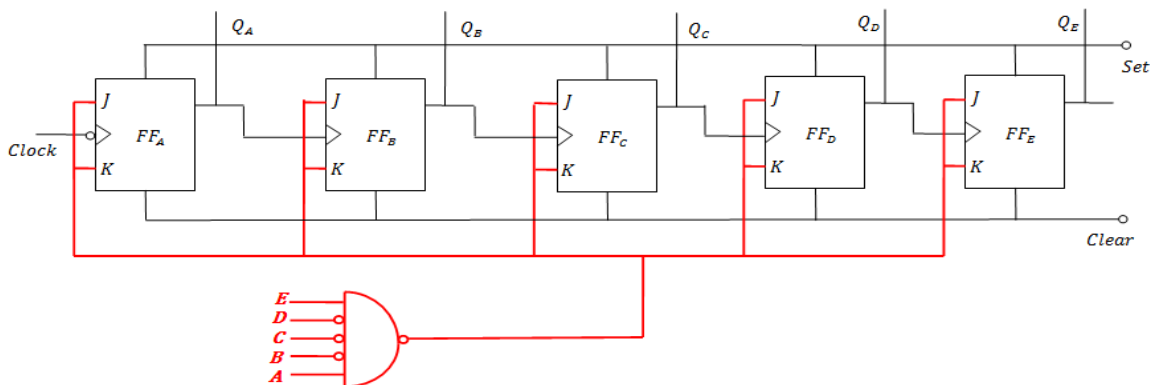 Q_A
Q_B
Q_C
Q_D
Q_E
Set
J
J
J
J
J
FF_A
FF_B
FF_C
FF_D
FF_E
Clock
K
K
K
K
K
Clear
E
D
C
B
A